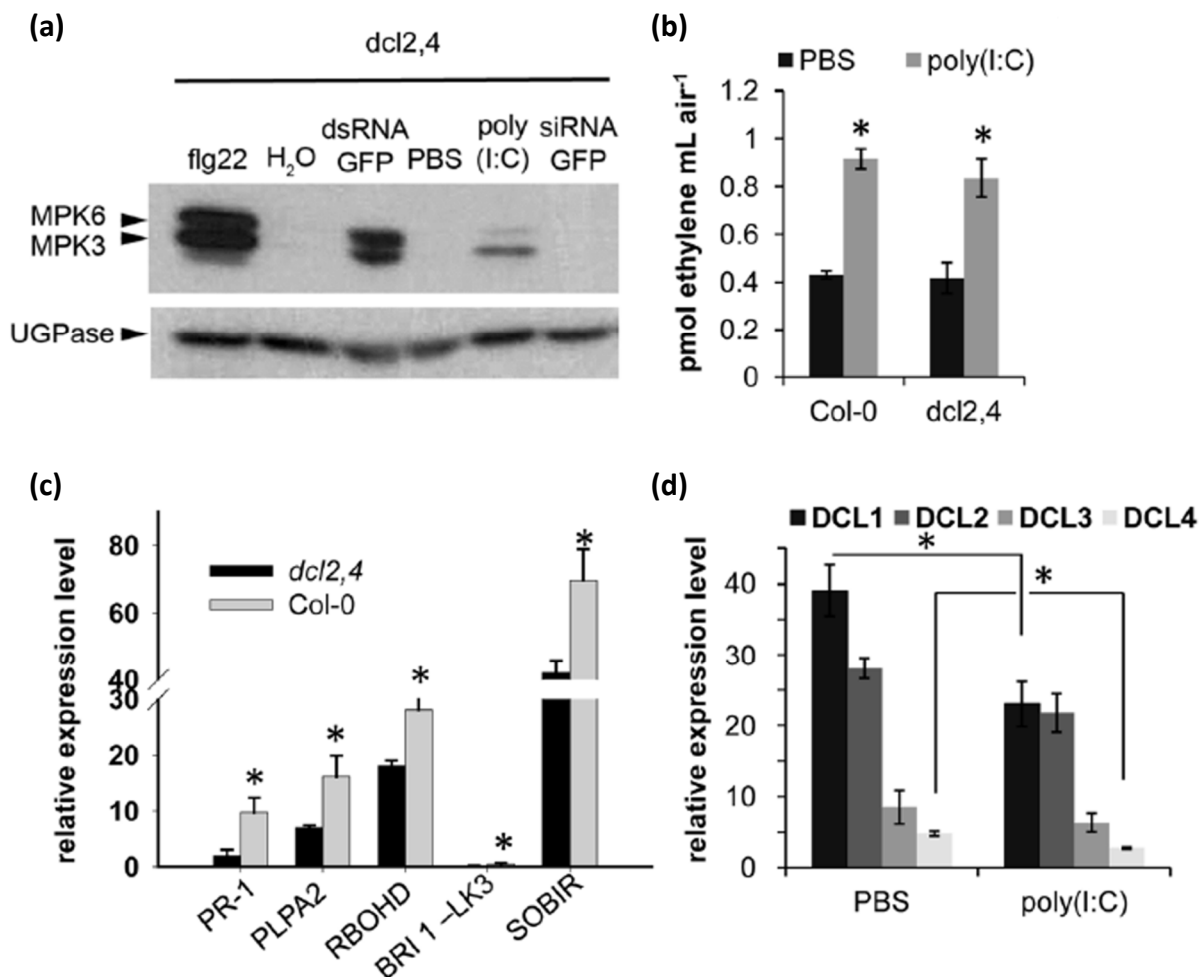 (a)
dcl2,4
flg22 H₂O dsRNA GFP PBS poly (I:C) siRNA GFP
MPK6
MPK3
UGPase
(b)
PBS poly(I:C)
pmol ethylene mL air⁻¹
1.2
1
0.8
0.6
0.4
0.2
0
* *
Col-0 dcl2,4
(c)
relative expression level
80
60
40
30
20
10
0
dcl2,4
Col-0
* * * * *
PR-1 PLPA2 RBOHD BRI 1 –LK3 SOBIR
(d)
DCL1 DCL2 DCL3 DCL4
relative expression level
40
30
20
10
0
* *
PBS poly(I:C)